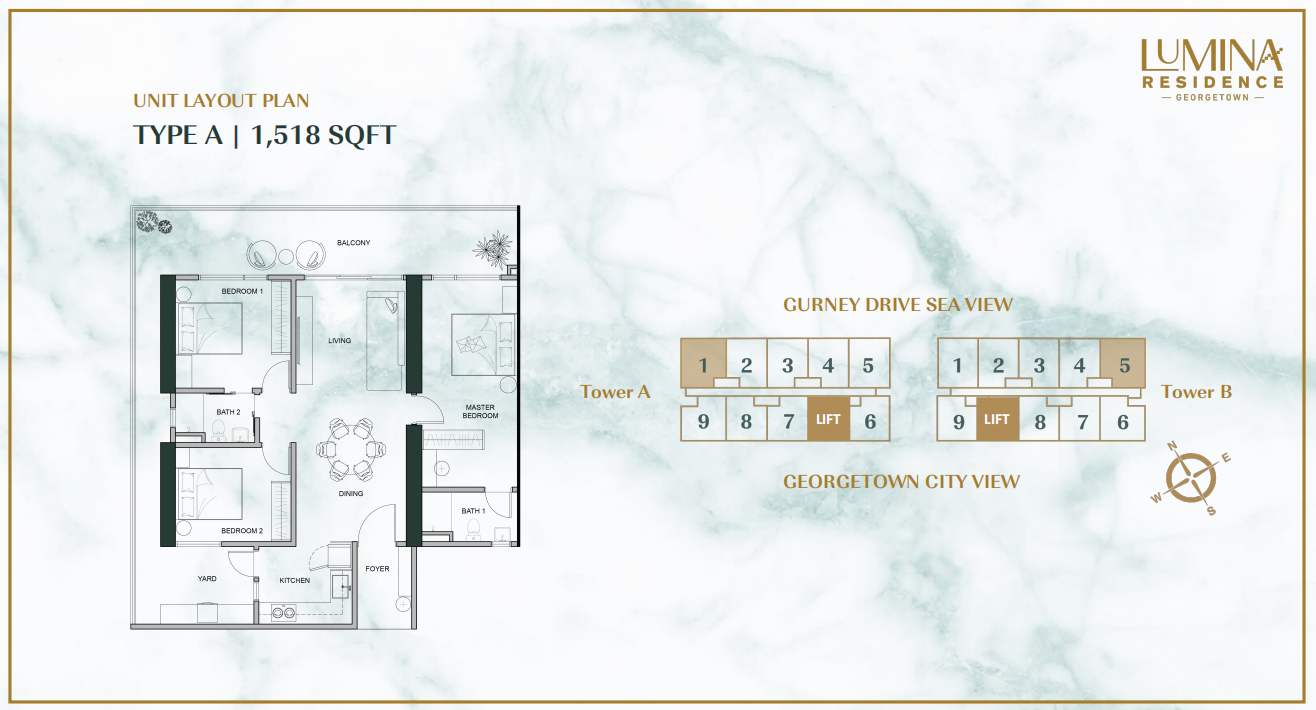 LUMINA
RESIDENCE
GEORGETOWN
UNIT LAYOUT PLAN
TYPE A | 1,518 SQFT
BALCONY
BEDROOM 1
LIVING
BATH 2
MASTER
BEDROOM
DINING
BATH 1
BEDROOM 2
YARD
KITCHEN
FOYER
GURNEY DRIVE SEA VIEW
1 2 3 4 5
1 2 3 4 5
Tower A
Tower B
9 8 7 LIFT 6
9 LIFT 8 7 6
GEORGETOWN CITY VIEW
N
E
W
S